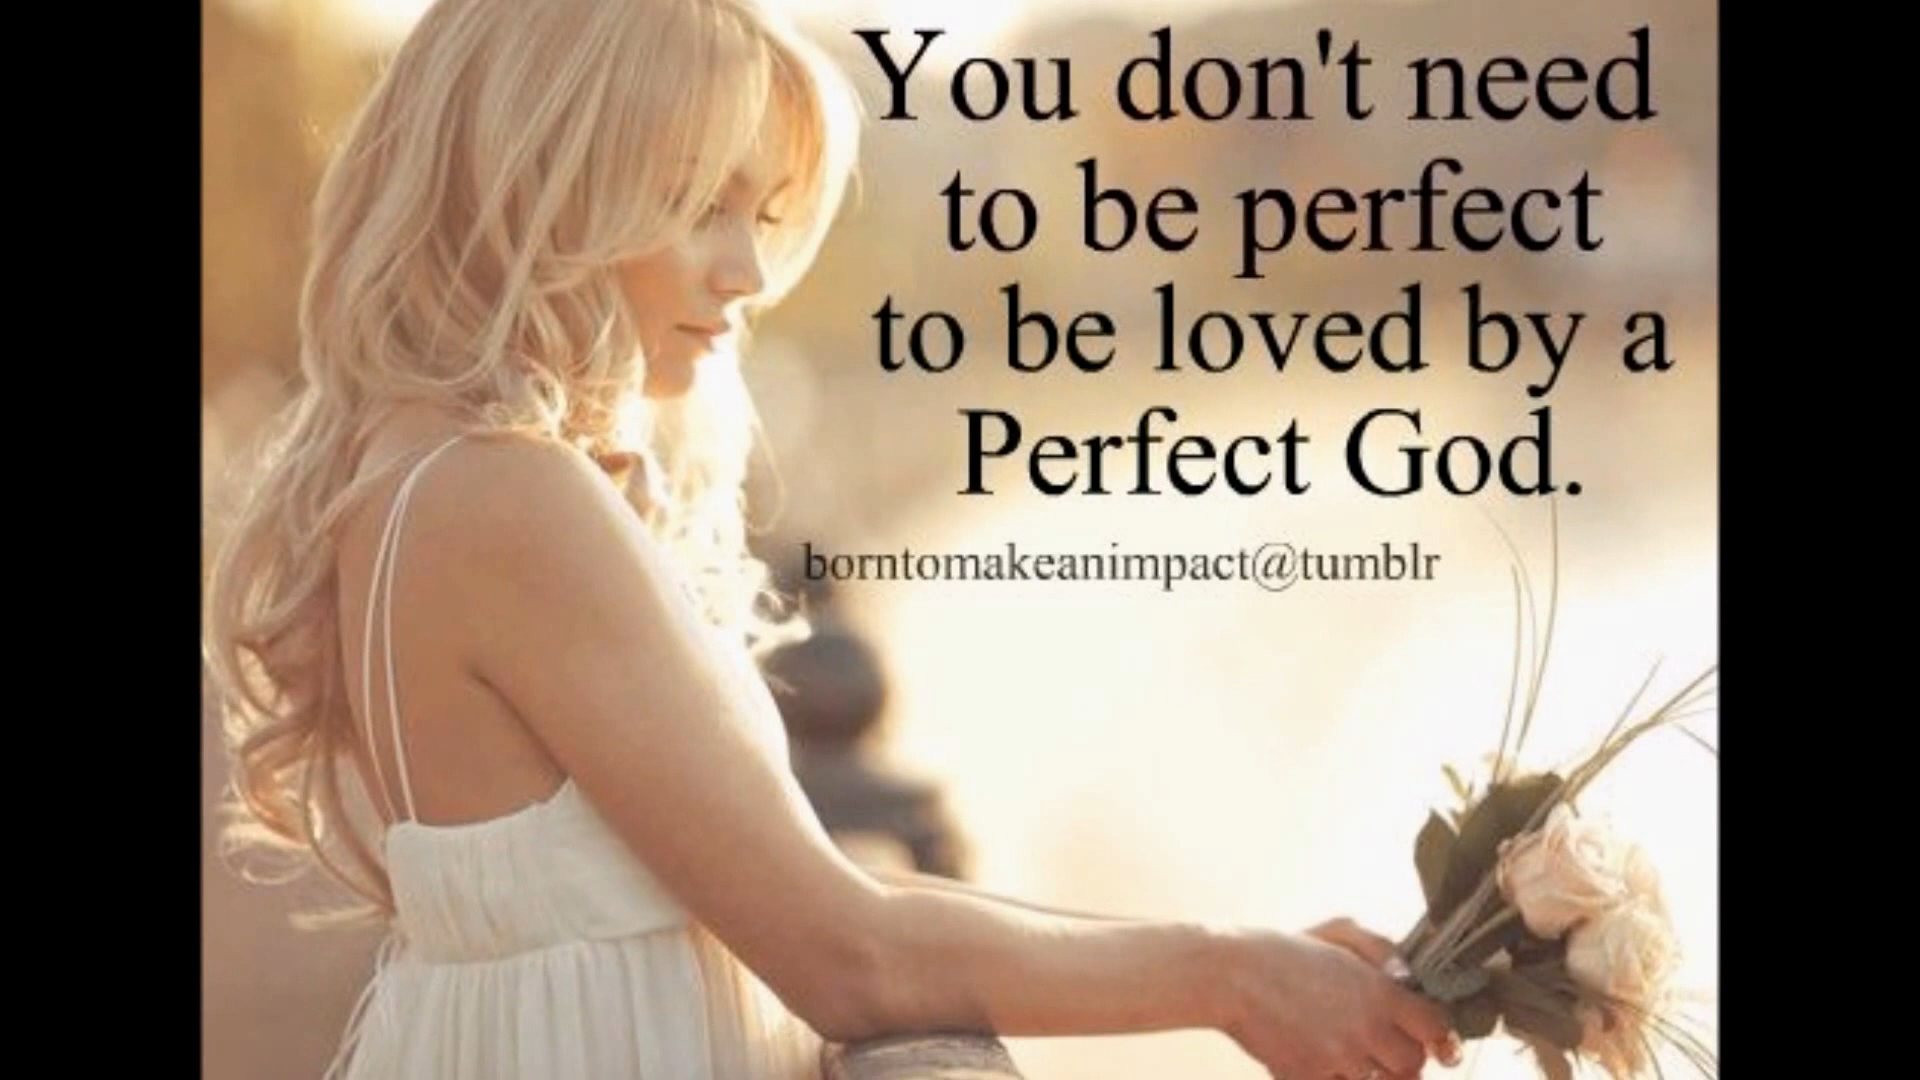 You don't need
to be perfect
to be loved by a
Perfect God.
borntomakeanimpact@tumblr